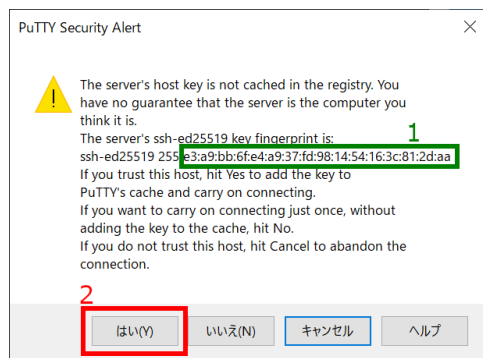 PuTTY Security Alert
The server's host key is not cached in the registry. You
have no guarantee that the server is the computer you
think it is.
The server's ssh-ed25519 key fingerprint is:
1
ssh-ed25519 255 e3:a9:bb:6f:e4:a9:37:fd:98:14:54:16:3c:81:2d:aa
If you trust this host, hit Yes to add the key to
PuTTY's cache and carry on connecting.
If you want to carry on connecting just once, without
adding the key to the cache, hit No.
If you do not trust this host, hit Cancel to abandon the
connection.
2
はい(Y) いいえ(N) キャンセル ヘルプ